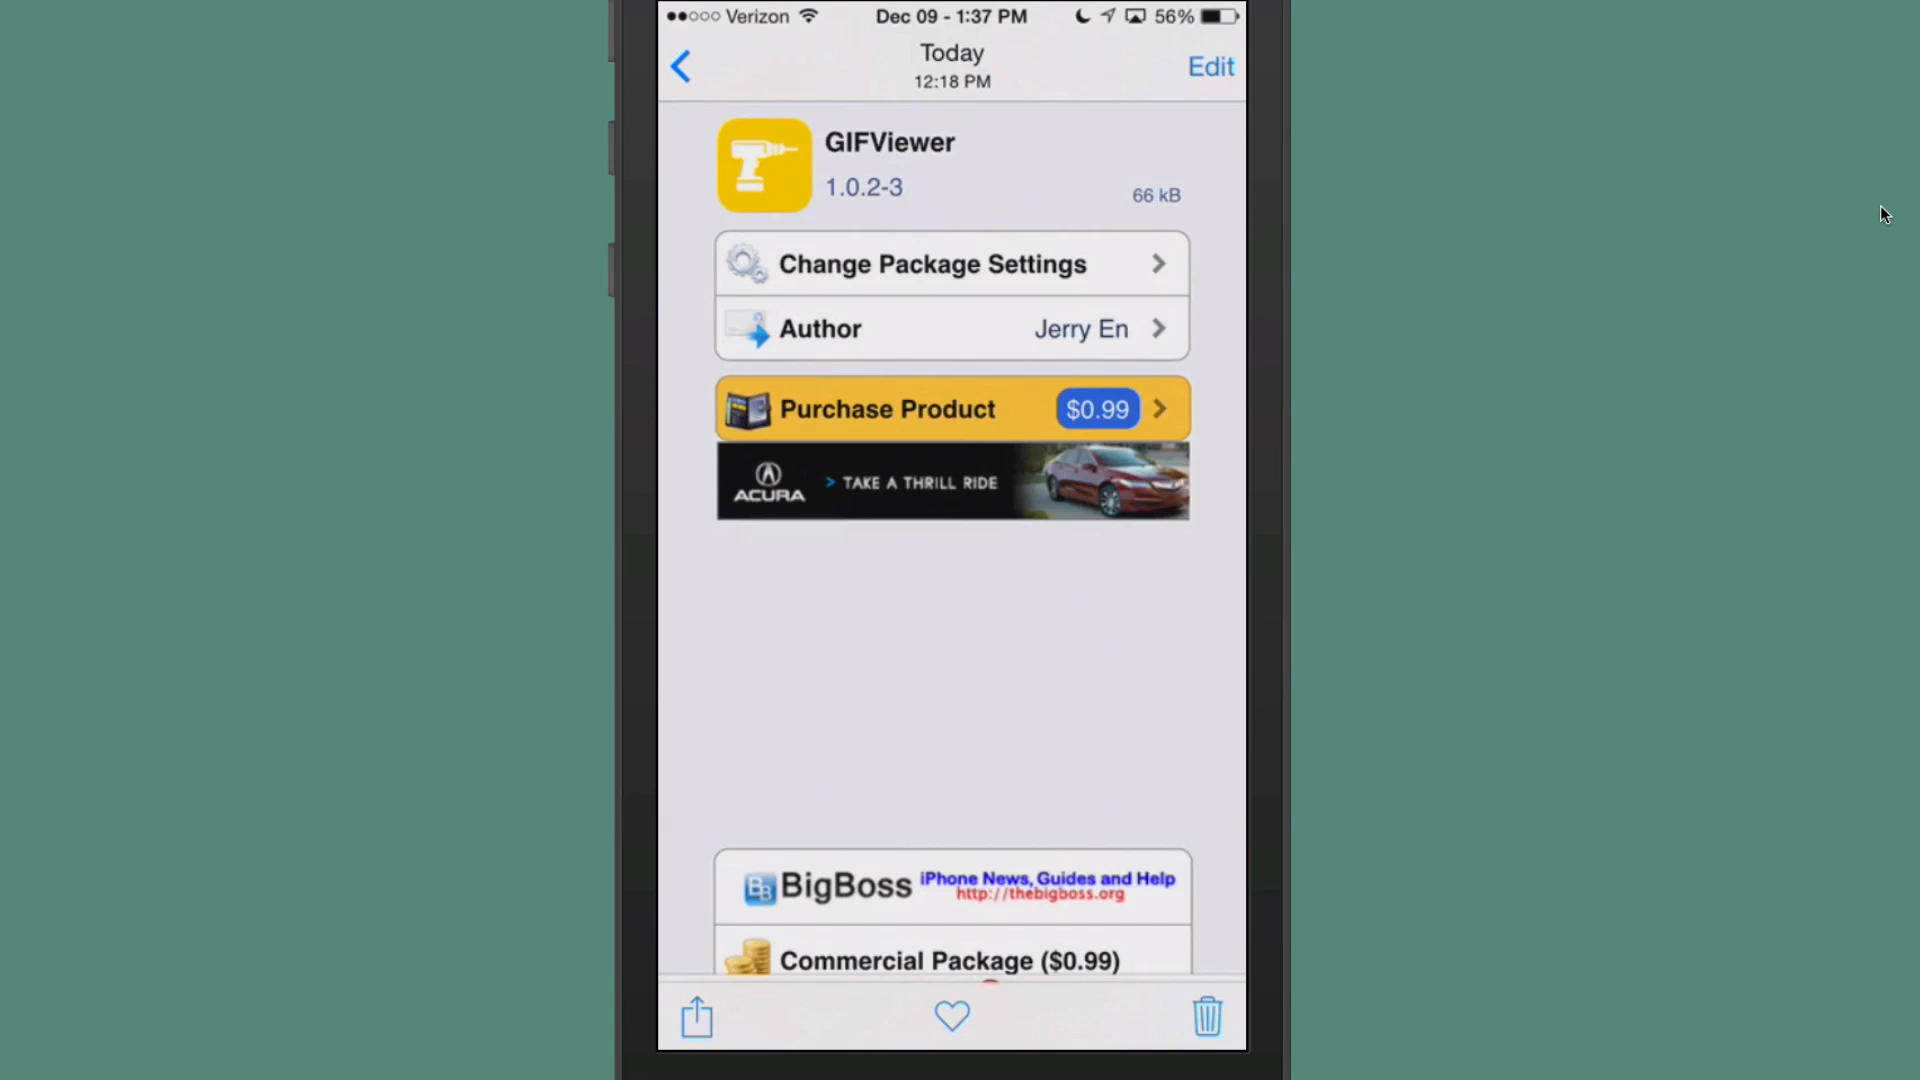 Verizon Dec 09 - 1:37 PM 56%
Today
12:18 PM
Edit
GIFViewer
1.0.2-3
66 kB
Change Package Settings
Author Jerry En
Purchase Product $0.99
ACURA > TAKE A THRILL RIDE
BB BigBoss iPhone News, Guides and Help
http://thebigboss.org
Commercial Package ($0.99)